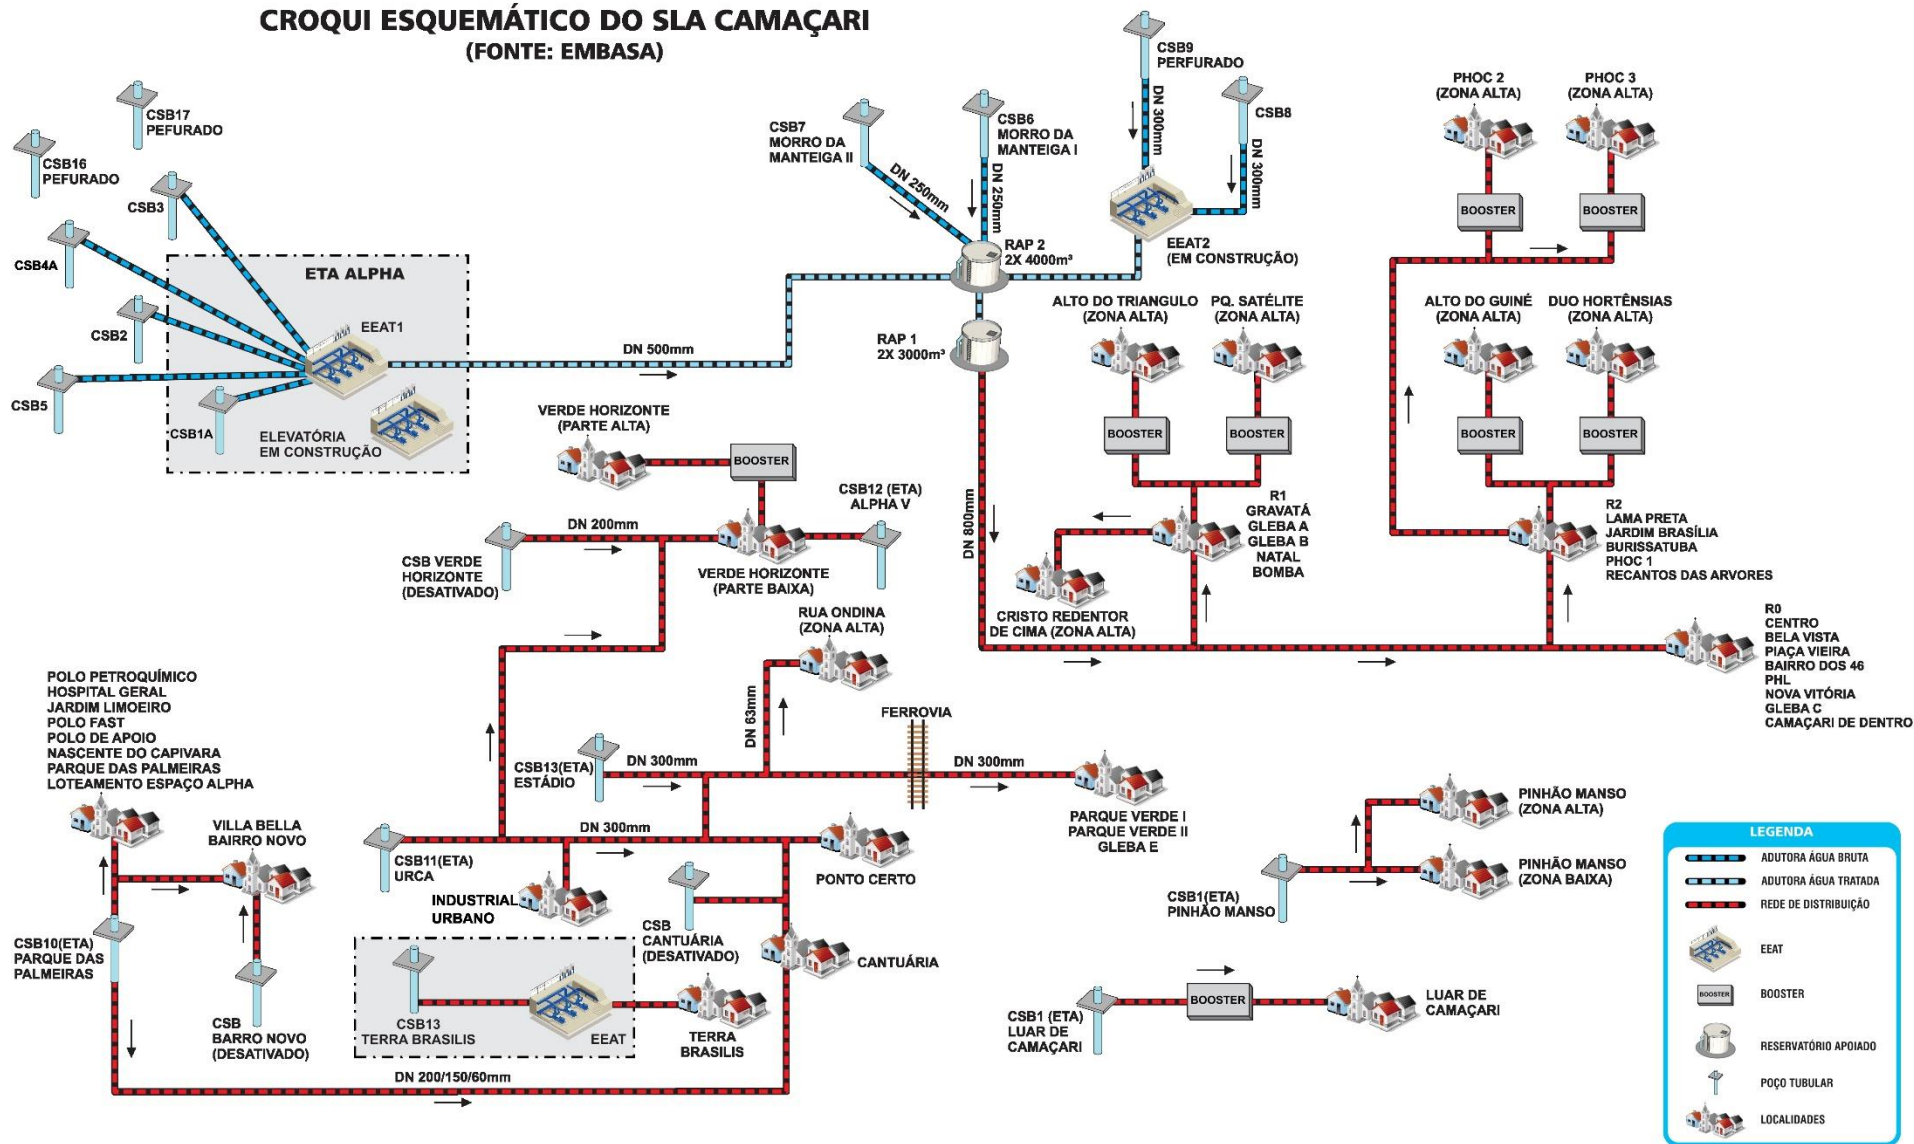 CROQUI ESQUEMÁTICO DO SLA CAMAÇARI
(FONTE: EMBASA)
CSB17
PEFURADO
CSB16
PEFURADO
CSB3
CSB4A
CSB2
CSB5
CSB1A
ETA ALPHA
EEAT1
ELEVATÓRIA
EM CONSTRUÇÃO
DN 500mm
CSB7
MORRO DA
MANTEIGA II
DN 250mm
CSB6
MORRO DA
MANTEIGA I
DN 250mm
CSB9
PERFURADO
DN 300mm
CSB8
DN 300mm
RAP 2
2X 4000m³
EEAT2
(EM CONSTRUÇÃO)
RAP 1
2X 3000m³
PHOC 2
(ZONA ALTA)
PHOC 3
(ZONA ALTA)
BOOSTER
BOOSTER
ALTO DO TRIANGULO
(ZONA ALTA)
PQ. SATÉLITE
(ZONA ALTA)
ALTO DO GUINÉ
(ZONA ALTA)
DUO HORTÊNSIAS
(ZONA ALTA)
BOOSTER
BOOSTER
BOOSTER
BOOSTER
VERDE HORIZONTE
(PARTE ALTA)
BOOSTER
CSB12 (ETA)
ALPHA V
DN 200mm
CSB VERDE
HORIZONTE
(DESATIVADO)
VERDE HORIZONTE
(PARTE BAIXA)
DN 800mm
R1
GRAVATÁ
GLEBA A
GLEBA B
NATAL
BOMBA
CRISTO REDENTOR
DE CIMA (ZONA ALTA)
R2
LAMA PRETA
JARDIM BRASÍLIA
BURISSATUBA
PHOC 1
RECANTOS DAS ARVORES
R0
CENTRO
BELA VISTA
PIAÇA VIEIRA
BAIRRO DOS 46
PHL
NOVA VITÓRIA
GLEBA C
CAMAÇARI DE DENTRO
RUA ONDINA
(ZONA ALTA)
DN 63mm
FERROVIA
POLO PETROQUÍMICO
HOSPITAL GERAL
JARDIM LIMOEIRO
POLO FAST
POLO DE APOIO
NASCENTE DO CAPIVARA
PARQUE DAS PALMEIRAS
LOTEAMENTO ESPAÇO ALPHA
CSB13(ETA)
ESTÁDIO
DN 300mm
DN 300mm
PARQUE VERDE I
PARQUE VERDE II
GLEBA E
VILLA BELLA
BAIRRO NOVO
CSB11(ETA)
URCA
DN 300mm
PONTO CERTO
INDUSTRIAL
URBANO
CSB
CANTUÁRIA
(DESATIVADO)
CANTUÁRIA
CSB10(ETA)
PARQUE DAS
PALMEIRAS
CSB
BARRO NOVO
(DESATIVADO)
CSB13
TERRA BRASILIS
EEAT
TERRA
BRASILIS
DN 200/150/60mm
PINHÃO MANSO
(ZONA ALTA)
PINHÃO MANSO
(ZONA BAIXA)
CSB1(ETA)
PINHÃO MANSO
CSB1 (ETA)
LUAR DE
CAMAÇARI
BOOSTER
LUAR DE
CAMAÇARI
LEGENDA
ADUTORA ÁGUA BRUTA
ADUTORA ÁGUA TRATADA
REDE DE DISTRIBUIÇÃO
EEAT
BOOSTER
BOOSTER
RESERVATÓRIO APOIADO
POÇO TUBULAR
LOCALIDADES